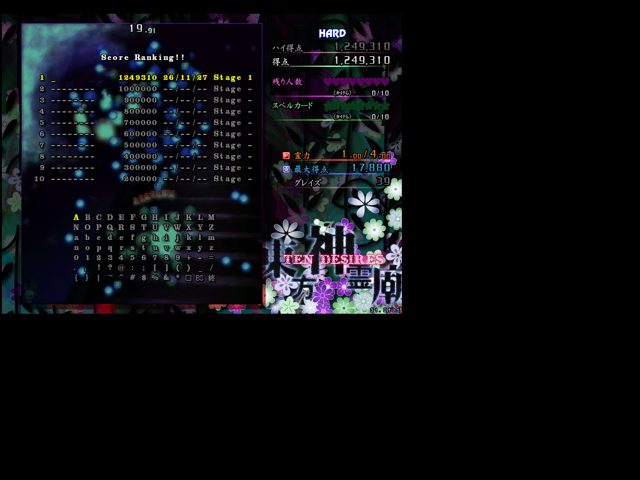 19.91
Score Ranking!!
1 -------- 1249310 26/11/27 Stage 1
2 -------- 1000000 --/--/-- Stage -
3 -------- 900000 --/--/-- Stage -
4 -------- 800000 --/--/-- Stage -
5 -------- 700000 --/--/-- Stage -
6 -------- 600000 --/--/-- Stage -
7 -------- 500000 --/--/-- Stage -
8 -------- 400000 --/--/-- Stage -
9 -------- 300000 --/--/-- Stage -
10 -------- 200000 --/--/-- Stage -
A B C D E F G H I J K L M
N O P Q R S T U V W X Y Z
a b c d e f g h i j k l m
n o p q r s t u v w x y z
0 1 2 3 4 5 6 7 8 9 + - =
. , ! ? @ : ; [ ] ( ) _ /
{ } | ~ ^ # $ % & *
終
HARD
ハイ得点 1,249,310
得点 1,249,310
残り人数
0/10
スペルカード
0/10
霊力 1.00/4.00
最大得点 17,880
グレイズ 39
東方神霊廟
TEN DESIRES